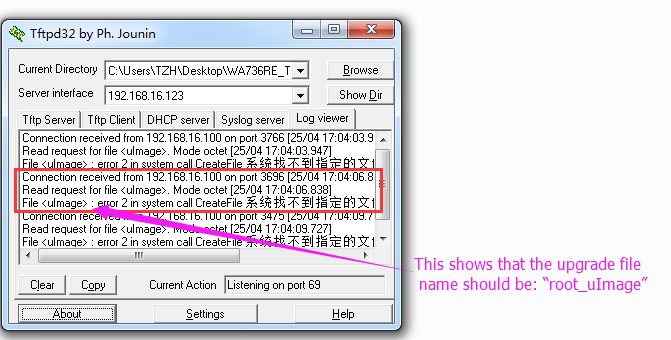 Tftpd32 by Ph. Jounin
Current Directory C:\Users\TZH\Desktop\WA736RE_T Browse
Server interface 192.168.16.123 Show Dir
Tftp Server Tftp Client DHCP server Syslog server Log viewer
Connection received from 192.168.16.100 on port 3766 [25/04 17:04:03.9
Read request for file <uImage>. Mode octet [25/04 17:04:03.947]
File <uImage> : error 2 in system call CreateFile 系统找不到指定的文
Connection received from 192.168.16.100 on port 3696 [25/04 17:04:06.8
Read request for file <uImage>. Mode octet [25/04 17:04:06.838]
File <uImage> : error 2 in system call CreateFile 系统找不到指定的文
Connection received from 192.168.16.100 on port 3475 [25/04 17:04:09.7
Read request for file <uImage>. Mode octet [25/04 17:04:09.727]
File <uImage> : error 2 in system call CreateFile 系统找不到指定的文
This shows that the upgrade file
name should be: “root_uImage”
Clear Copy Current Action Listening on port 69
About Settings Help